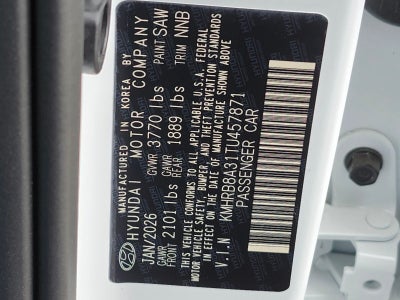 MANUFACTURED IN KOREA BY
HYUNDAI MOTOR COMPANY
JAN/2026 GVWR 3770 lbs PAINT SAW
GAWR FRONT 2101 lbs GAWR REAR 1889 lbs TRIM NNB
THIS VEHICLE CONFORMS TO ALL APPLICABLE U.S.A. FEDERAL
MOTOR VEHICLE SAFETY, BUMPER, AND THEFT PREVENTION STANDARDS
IN EFFECT ON THE DATE OF MANUFACTURE SHOWN ABOVE
V.I.N KMHRB8A31TU457871
PASSENGER CAR